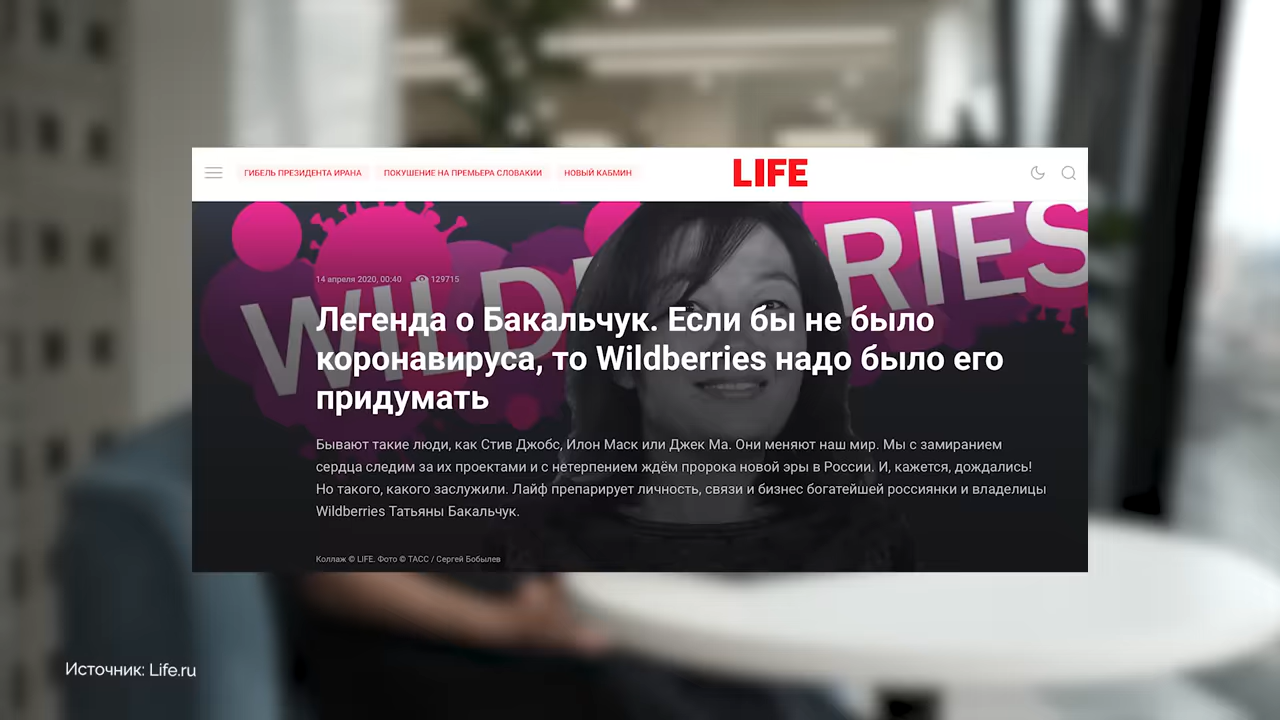 ГИБЕЛЬ ПРЕЗИДЕНТА ИРАНА ПОКУШЕНИЕ НА ПРЕМЬЕРА СЛОВАКИИ НОВЫЙ КАБМИН LIFE
WILDBERRIES
14 апреля 2020, 00:40 129715
Легенда о Бакальчук. Если бы не было
коронавируса, то Wildberries надо было его
придумать
Бывают такие люди, как Стив Джобс, Илон Маск или Джек Ма. Они меняют наш мир. Мы с замиранием
сердца следим за их проектами и с нетерпением ждём пророка новой эры в России. И, кажется, дождались!
Но такого, какого заслужили. Лайф препарирует личность, связи и бизнес богатейшей россиянки и владелицы
Wildberries Татьяны Бакальчук.
Коллаж © LIFE. Фото © ТАСС / Сергей Бобылев
Источник: Life.ru